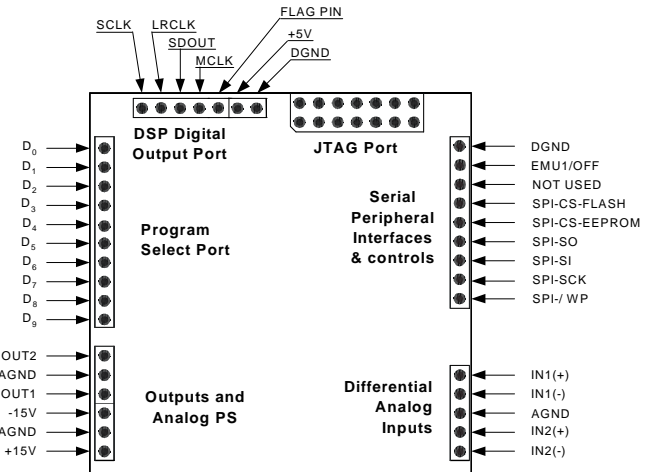 FLAG PIN
SCLK LRCLK
+5V
SDOUT
DGND
MCLK
DSP Digital
Output Port
JTAG Port
D0
D1
D2
D3
D4
D5
D6
D7
D8
D9
Program
Select Port
Serial
Peripheral
Interfaces
& controls
DGND
EMU1/OFF
NOT USED
SPI-CS-FLASH
SPI-CS-EEPROM
SPI-SO
SPI-SI
SPI-SCK
SPI-/ WP
OUT2
AGND
OUT1
-15V
AGND
+15V
Outputs and
Analog PS
Differential
Analog
Inputs
IN1(+)
IN1(-)
AGND
IN2(+)
IN2(-)